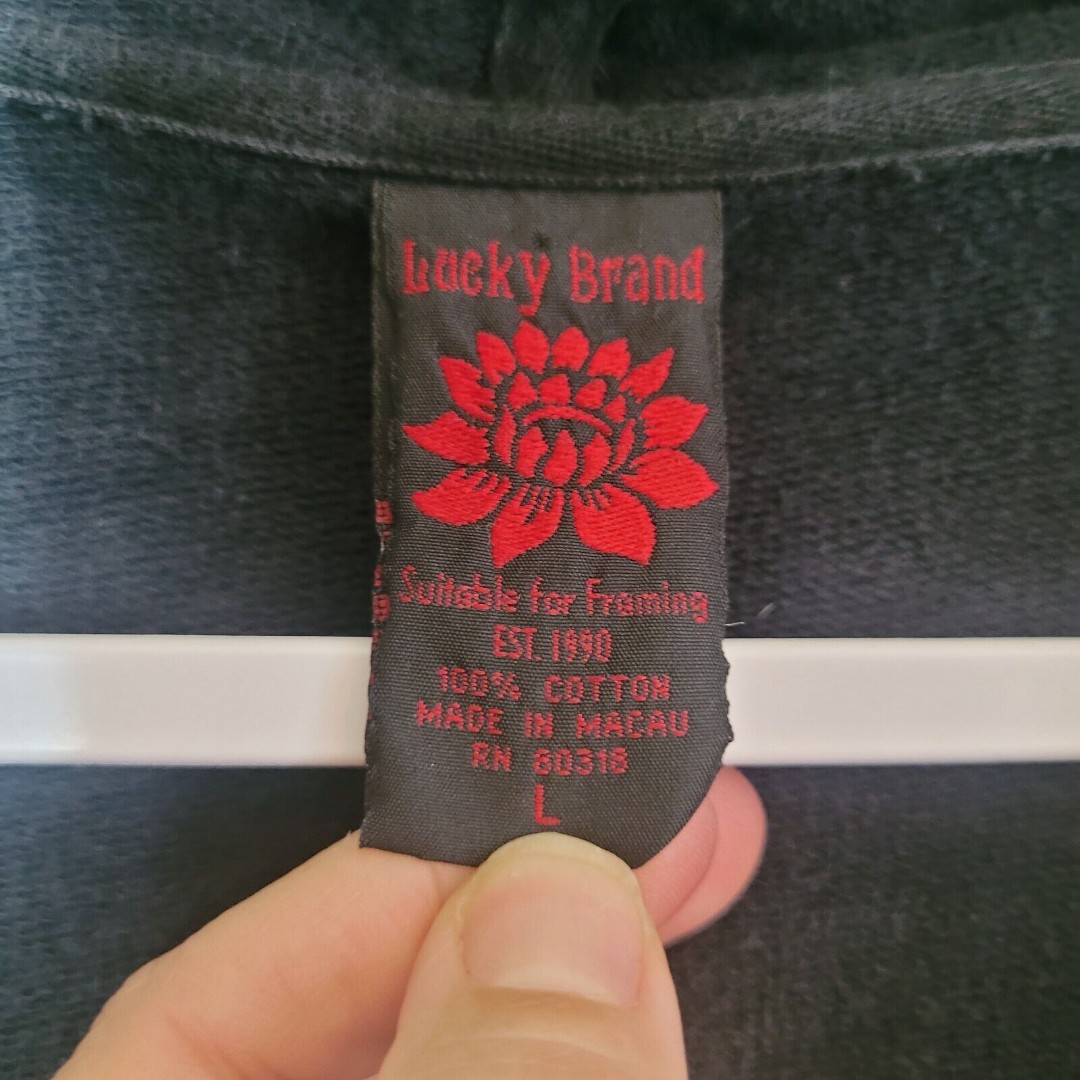 Lucky Brand
Suitable for Framing
EST. 1990
100% COTTON
MADE IN MACAU
RN 80318
L